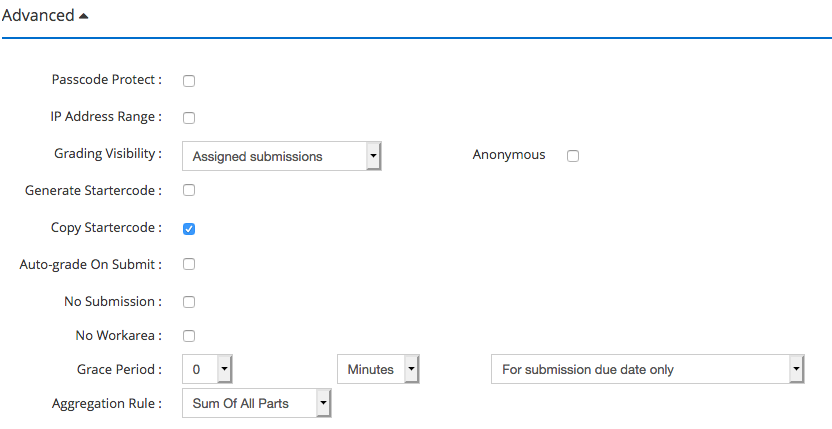 Advanced
Passcode Protect :
IP Address Range :
Grading Visibility : Assigned submissions Anonymous
Generate Startercode :
Copy Startercode :
Auto-grade On Submit :
No Submission :
No Workarea :
Grace Period : 0 Minutes For submission due date only
Aggregation Rule : Sum Of All Parts